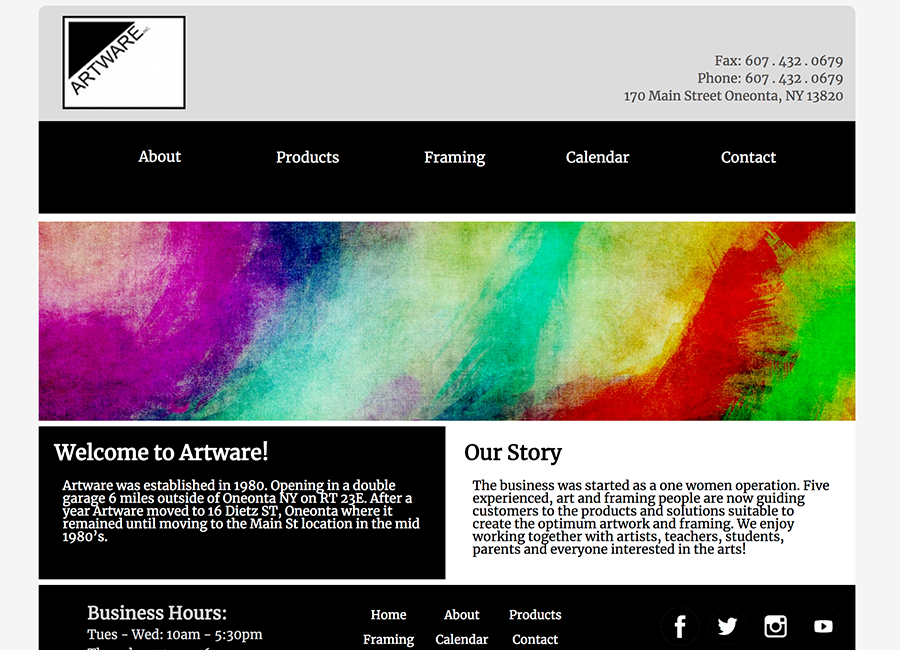 ARTWARE INC.
Fax: 607 . 432 . 0679
Phone: 607 . 432 . 0679
170 Main Street Oneonta, NY 13820
About Products Framing Calendar Contact
Welcome to Artware!
Artware was established in 1980. Opening in a double
garage 6 miles outside of Oneonta NY on RT 23E. After a
year Artware moved to 16 Dietz ST, Oneonta where it
remained until moving to the Main St location in the mid
1980's.
Our Story
The business was started as a one women operation. Five
experienced, art and framing people are now guiding
customers to the products and solutions suitable to
create the optimum artwork and framing. We enjoy
working together with artists, teachers, students,
parents and everyone interested in the arts!
Business Hours:
Tues - Wed: 10am - 5:30pm
Home About Products
Framing Calendar Contact